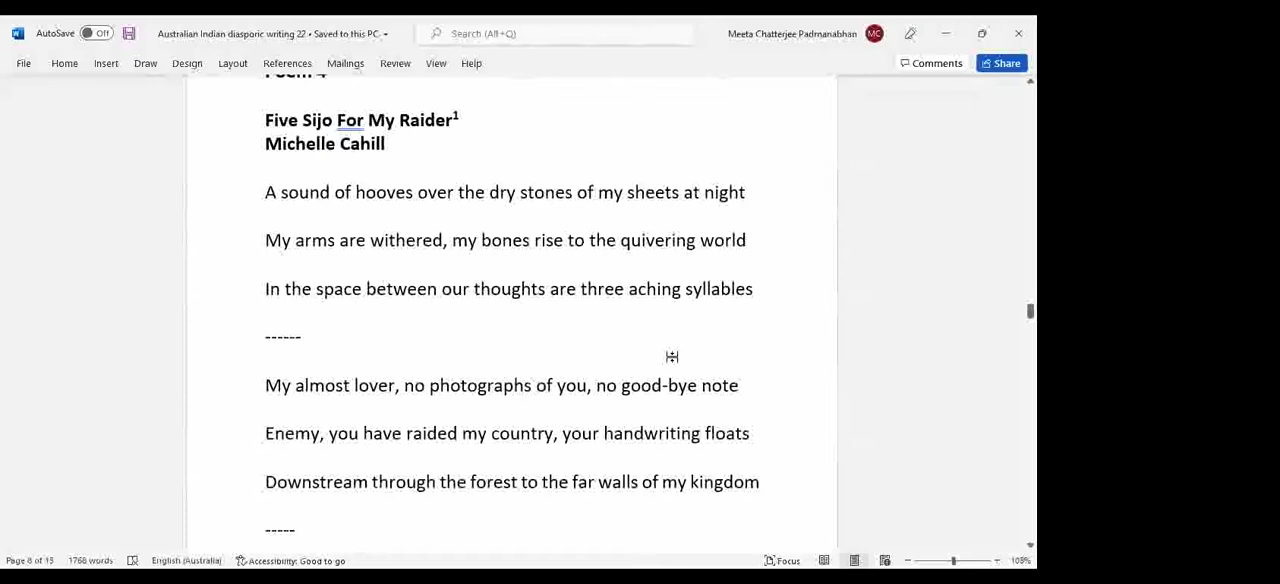 AutoSave Off Australian Indian diasporic writing 22 • Saved to this PC Search (Alt+Q) Meeta Chatterjee Padmanabhan MC
File Home Insert Draw Design Layout References Mailings Review View Help Comments Share
Poem 4
Five Sijo For My Raider¹
Michelle Cahill
A sound of hooves over the dry stones of my sheets at night
My arms are withered, my bones rise to the quivering world
In the space between our thoughts are three aching syllables
------
My almost lover, no photographs of you, no good-bye note
Enemy, you have raided my country, your handwriting floats
Downstream through the forest to the far walls of my kingdom
-----
Page 8 of 15 1768 words English (Australia) Accessibility: Good to go Focus 108%